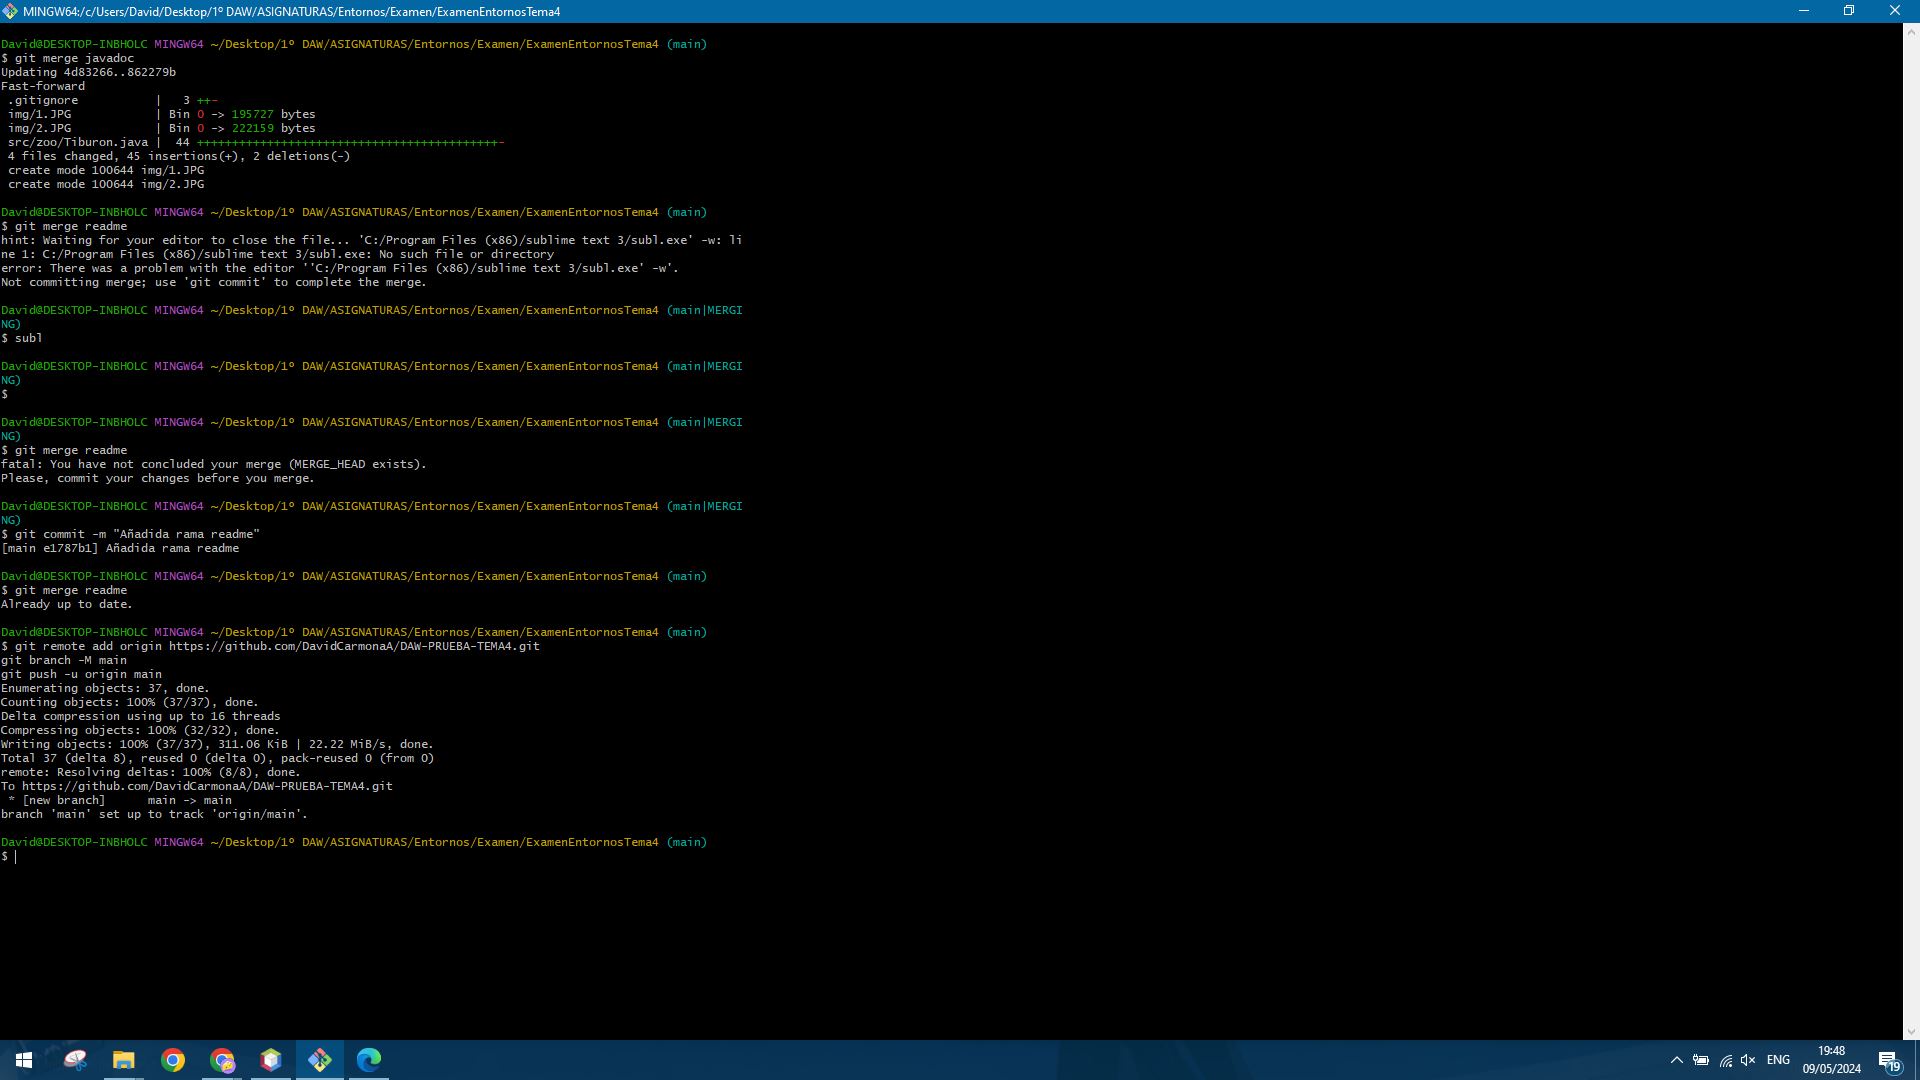 MINGW64:/c/Users/David/Desktop/1º DAW/ASIGNATURAS/Entornos/Examen/ExamenEntornosTema4
David@DESKTOP-INBHOLC MINGW64 ~/Desktop/1º DAW/ASIGNATURAS/Entornos/Examen/ExamenEntornosTema4 (main)
$ git merge javadoc
Updating 4d83266..862279b
Fast-forward
 .gitignore           |   3 ++-
 img/1.JPG            | Bin 0 -> 195727 bytes
 img/2.JPG            | Bin 0 -> 222159 bytes
 src/zoo/Tiburon.java |  44 +++++++++++++++++++++++++++++++++++++++++++-
 4 files changed, 45 insertions(+), 2 deletions(-)
 create mode 100644 img/1.JPG
 create mode 100644 img/2.JPG
David@DESKTOP-INBHOLC MINGW64 ~/Desktop/1º DAW/ASIGNATURAS/Entornos/Examen/ExamenEntornosTema4 (main)
$ git merge readme
hint: Waiting for your editor to close the file... 'C:/Program Files (x86)/sublime text 3/subl.exe' -w: li
ne 1: C:/Program Files (x86)/sublime text 3/subl.exe: No such file or directory
error: There was a problem with the editor ''C:/Program Files (x86)/sublime text 3/subl.exe' -w'.
Not committing merge; use 'git commit' to complete the merge.
David@DESKTOP-INBHOLC MINGW64 ~/Desktop/1º DAW/ASIGNATURAS/Entornos/Examen/ExamenEntornosTema4 (main|MERGI
NG)
$ subl
David@DESKTOP-INBHOLC MINGW64 ~/Desktop/1º DAW/ASIGNATURAS/Entornos/Examen/ExamenEntornosTema4 (main|MERGI
NG)
$
David@DESKTOP-INBHOLC MINGW64 ~/Desktop/1º DAW/ASIGNATURAS/Entornos/Examen/ExamenEntornosTema4 (main|MERGI
NG)
$ git merge readme
fatal: You have not concluded your merge (MERGE_HEAD exists).
Please, commit your changes before you merge.
David@DESKTOP-INBHOLC MINGW64 ~/Desktop/1º DAW/ASIGNATURAS/Entornos/Examen/ExamenEntornosTema4 (main|MERGI
NG)
$ git commit -m "Añadida rama readme"
[main e1787b1] Añadida rama readme
David@DESKTOP-INBHOLC MINGW64 ~/Desktop/1º DAW/ASIGNATURAS/Entornos/Examen/ExamenEntornosTema4 (main)
$ git merge readme
Already up to date.
David@DESKTOP-INBHOLC MINGW64 ~/Desktop/1º DAW/ASIGNATURAS/Entornos/Examen/ExamenEntornosTema4 (main)
$ git remote add origin https://github.com/DavidCarmonaA/DAW-PRUEBA-TEMA4.git
git branch -M main
git push -u origin main
Enumerating objects: 37, done.
Counting objects: 100% (37/37), done.
Delta compression using up to 16 threads
Compressing objects: 100% (32/32), done.
Writing objects: 100% (37/37), 311.06 KiB | 22.22 MiB/s, done.
Total 37 (delta 8), reused 0 (delta 0), pack-reused 0 (from 0)
remote: Resolving deltas: 100% (8/8), done.
To https://github.com/DavidCarmonaA/DAW-PRUEBA-TEMA4.git
 * [new branch]      main -> main
branch 'main' set up to track 'origin/main'.
David@DESKTOP-INBHOLC MINGW64 ~/Desktop/1º DAW/ASIGNATURAS/Entornos/Examen/ExamenEntornosTema4 (main)
$
ENG
19:48
09/05/2024
19